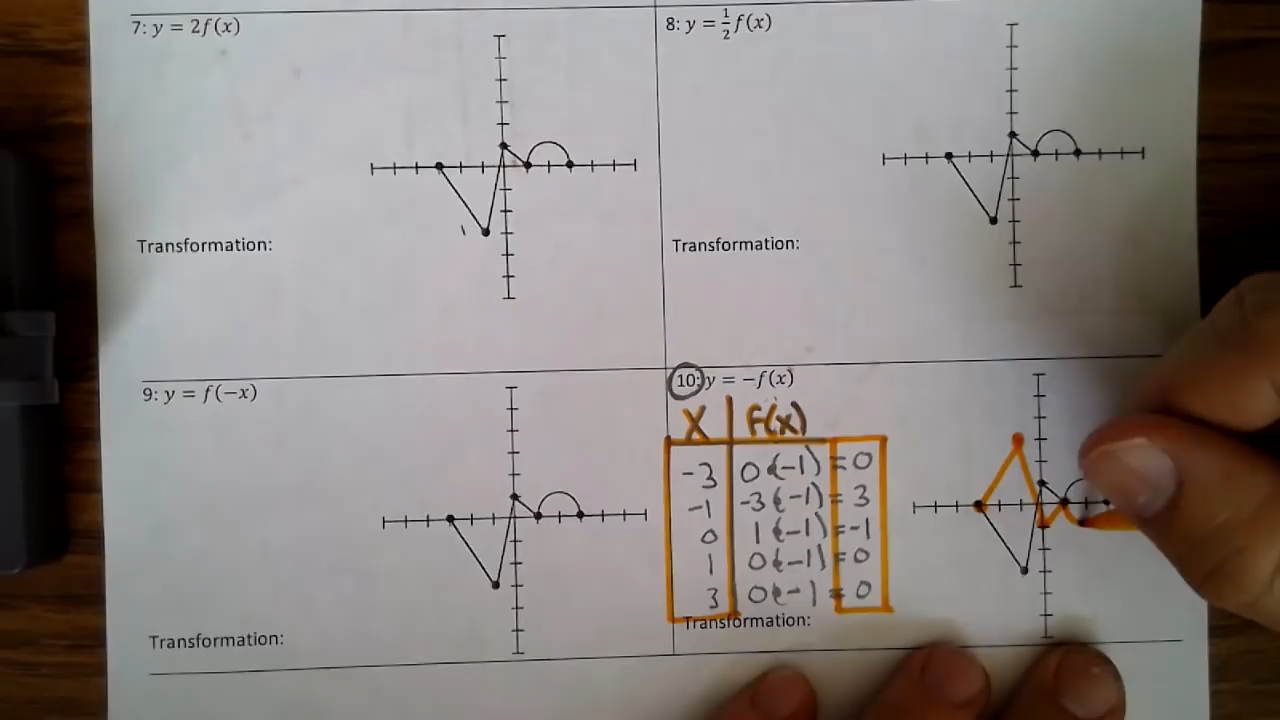 7: y = 2f(x)
Transformation:
8: y = ½f(x)
Transformation:
9: y = f(−x)
Transformation:
10: y = −f(x)
X | F(x)
-3 | 0(-1) = 0
-1 | -3(-1) = 3
0 | 1(-1) = -1
1 | 0(-1) = 0
3 | 0(-1 = 0
Transformation: